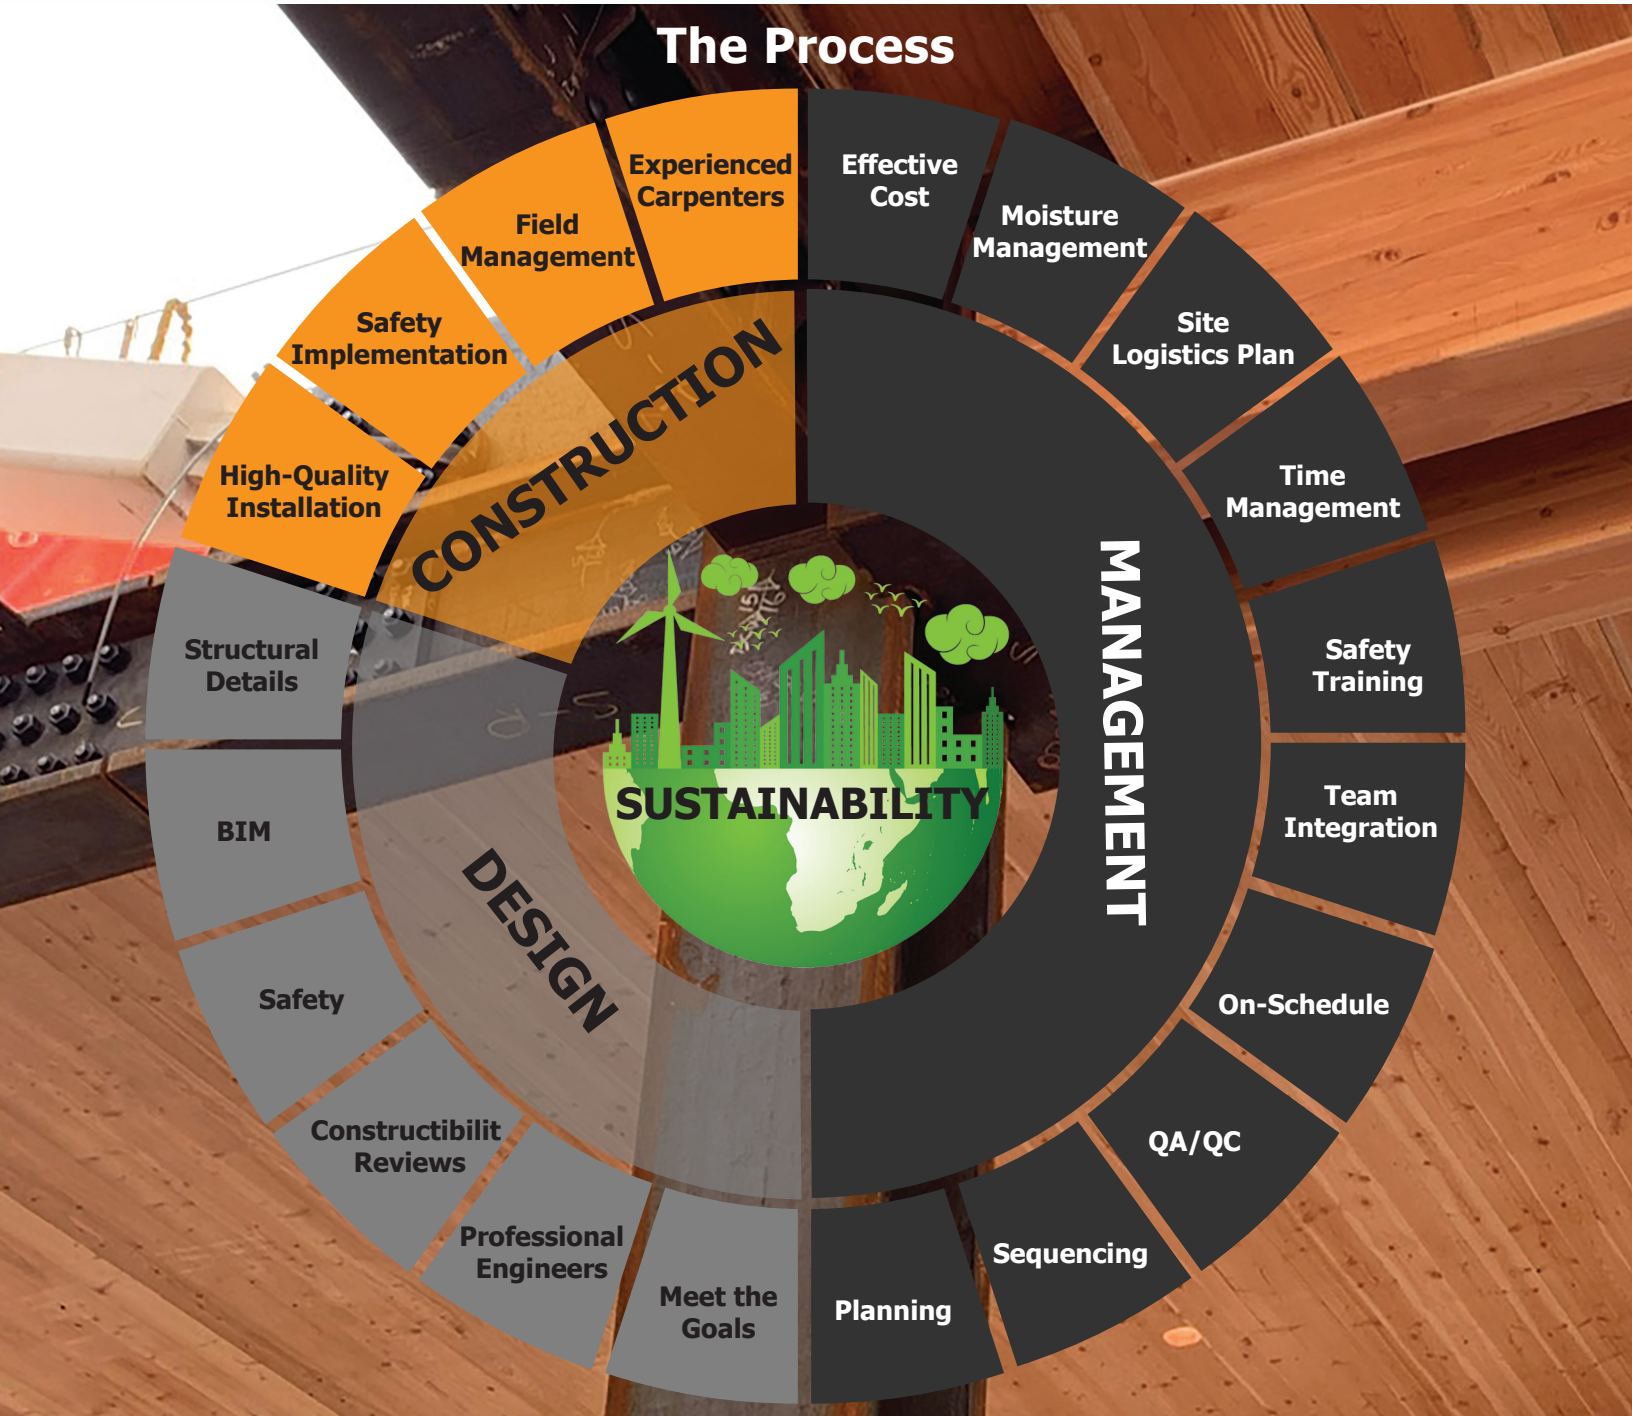 The Process
Experienced
Carpenters
Effective
Cost
Moisture
Management
Site
Logistics Plan
Time
Management
Safety
Training
Team
Integration
On-Schedule
QA/QC
Sequencing
Planning
Meet the
Goals
Professional
Engineers
Constructibilit
Reviews
Safety
BIM
Structural
Details
High-Quality
Installation
Safety
Implementation
Field
Management
CONSTRUCTION
MANAGEMENT
DESIGN
SUSTAINABILITY